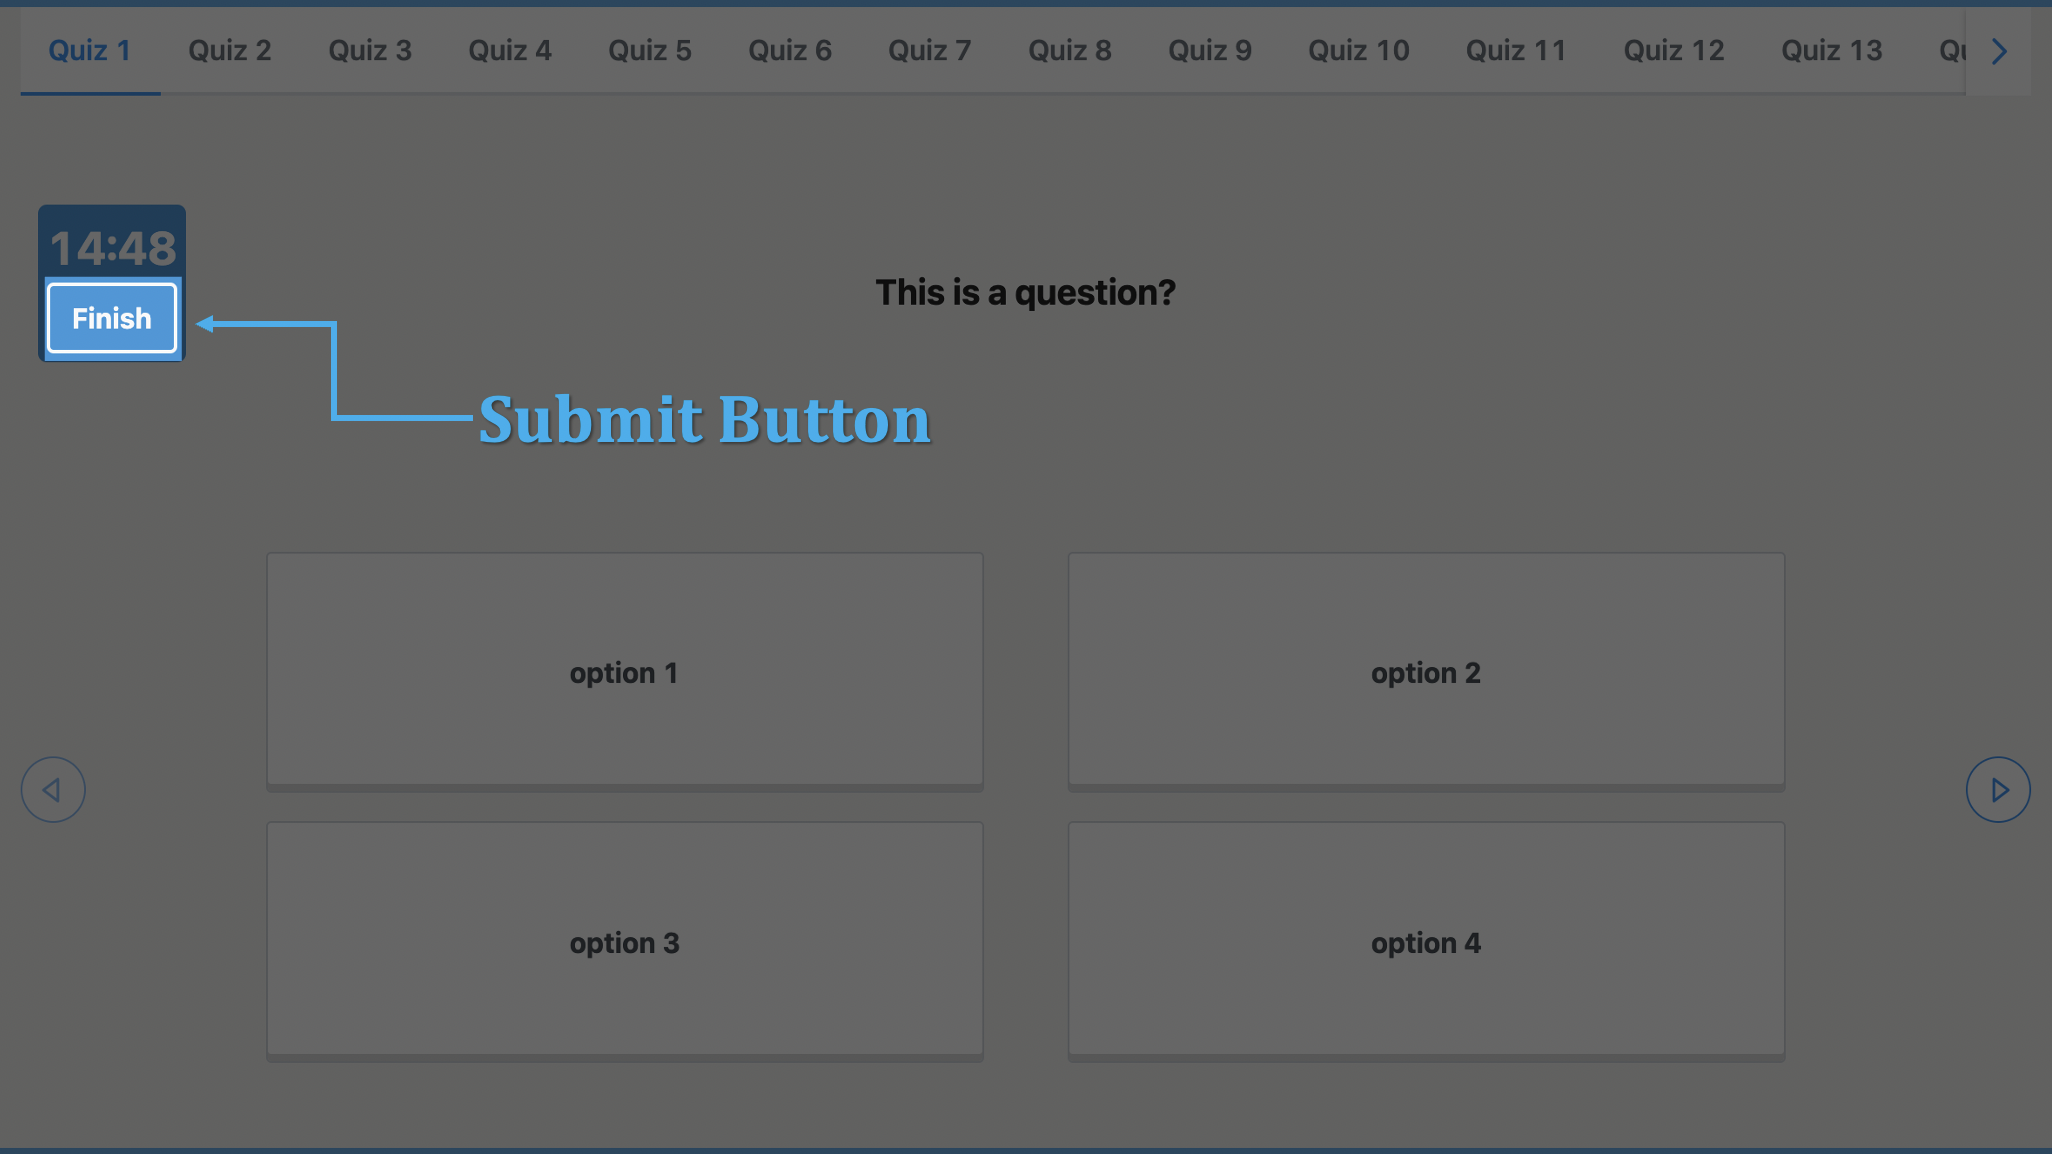 Quiz 1 Quiz 2 Quiz 3 Quiz 4 Quiz 5 Quiz 6 Quiz 7 Quiz 8 Quiz 9 Quiz 10 Quiz 11 Quiz 12 Quiz 13
14:48
Finish
This is a question?
Submit Button
option 1
option 2
option 3
option 4